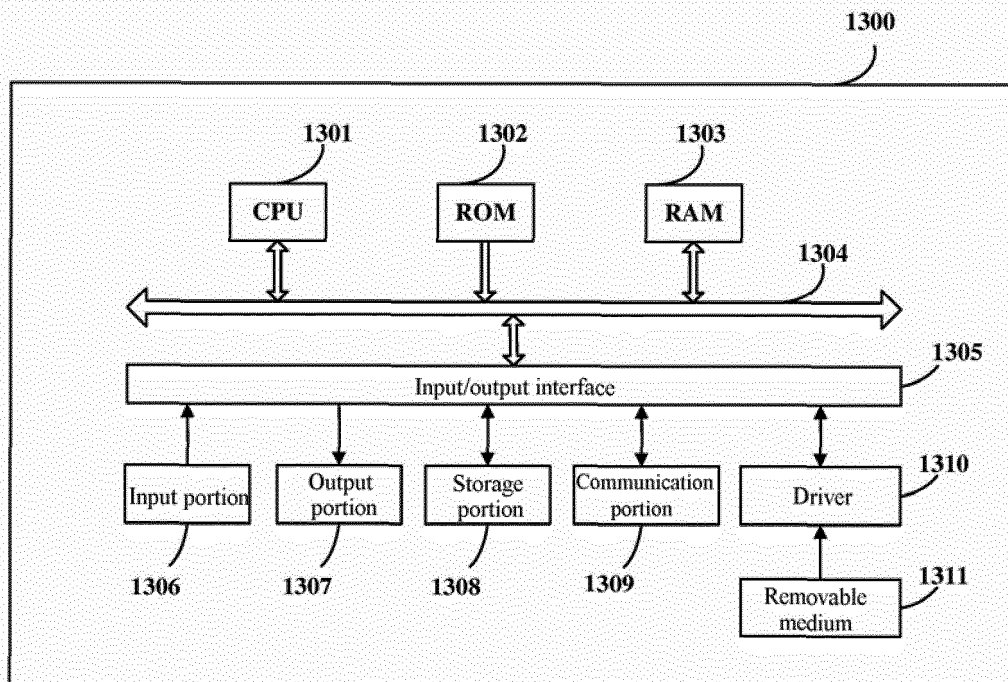 1300
1301
1302
1303
CPU
ROM
RAM
1304
1305
Input/output interface
Input portion
Output
portion
Storage
portion
Communication
portion
Driver
1310
1306
1307
1308
1309
Removable
medium
1311